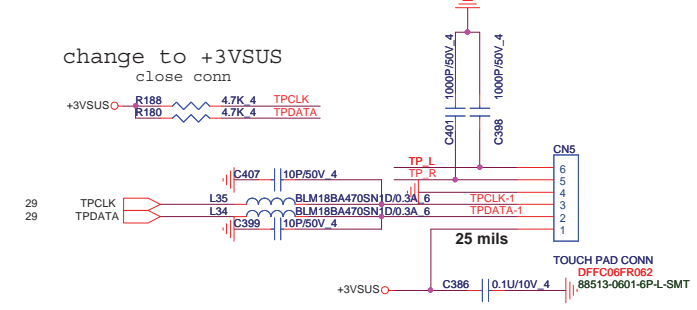 change to +3VSUS
close conn
+3VSUS
R188
4.7K_4
TPCLK
R180
4.7K_4
TPDATA
1000P/50V_4
1000P/50V_4
C401
C398
CN5
TP_L
6
TP_R
5
4
3
2
1
C407
10P/50V_4
29
TPCLK
L35
BLM18BA470SN1D/0.3A_6
TPCLK-1
29
TPDATA
L34
BLM18BA470SN1D/0.3A_6
TPDATA-1
C399
10P/50V_4
25 mils
TOUCH PAD CONN
DFFC06FR062
88513-0601-6P-L-SMT
+3VSUS
C386
0.1U/10V_4